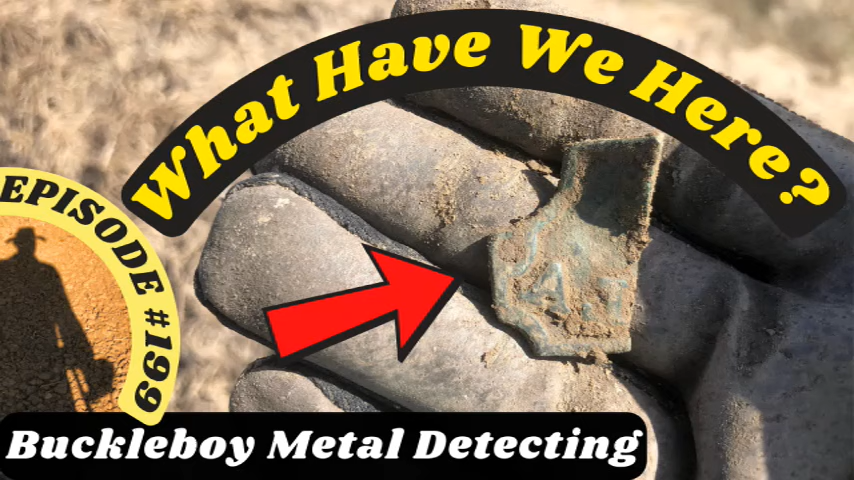 What Have We Here?
EPISODE #199
A.T
Buckleboy Metal Detecting